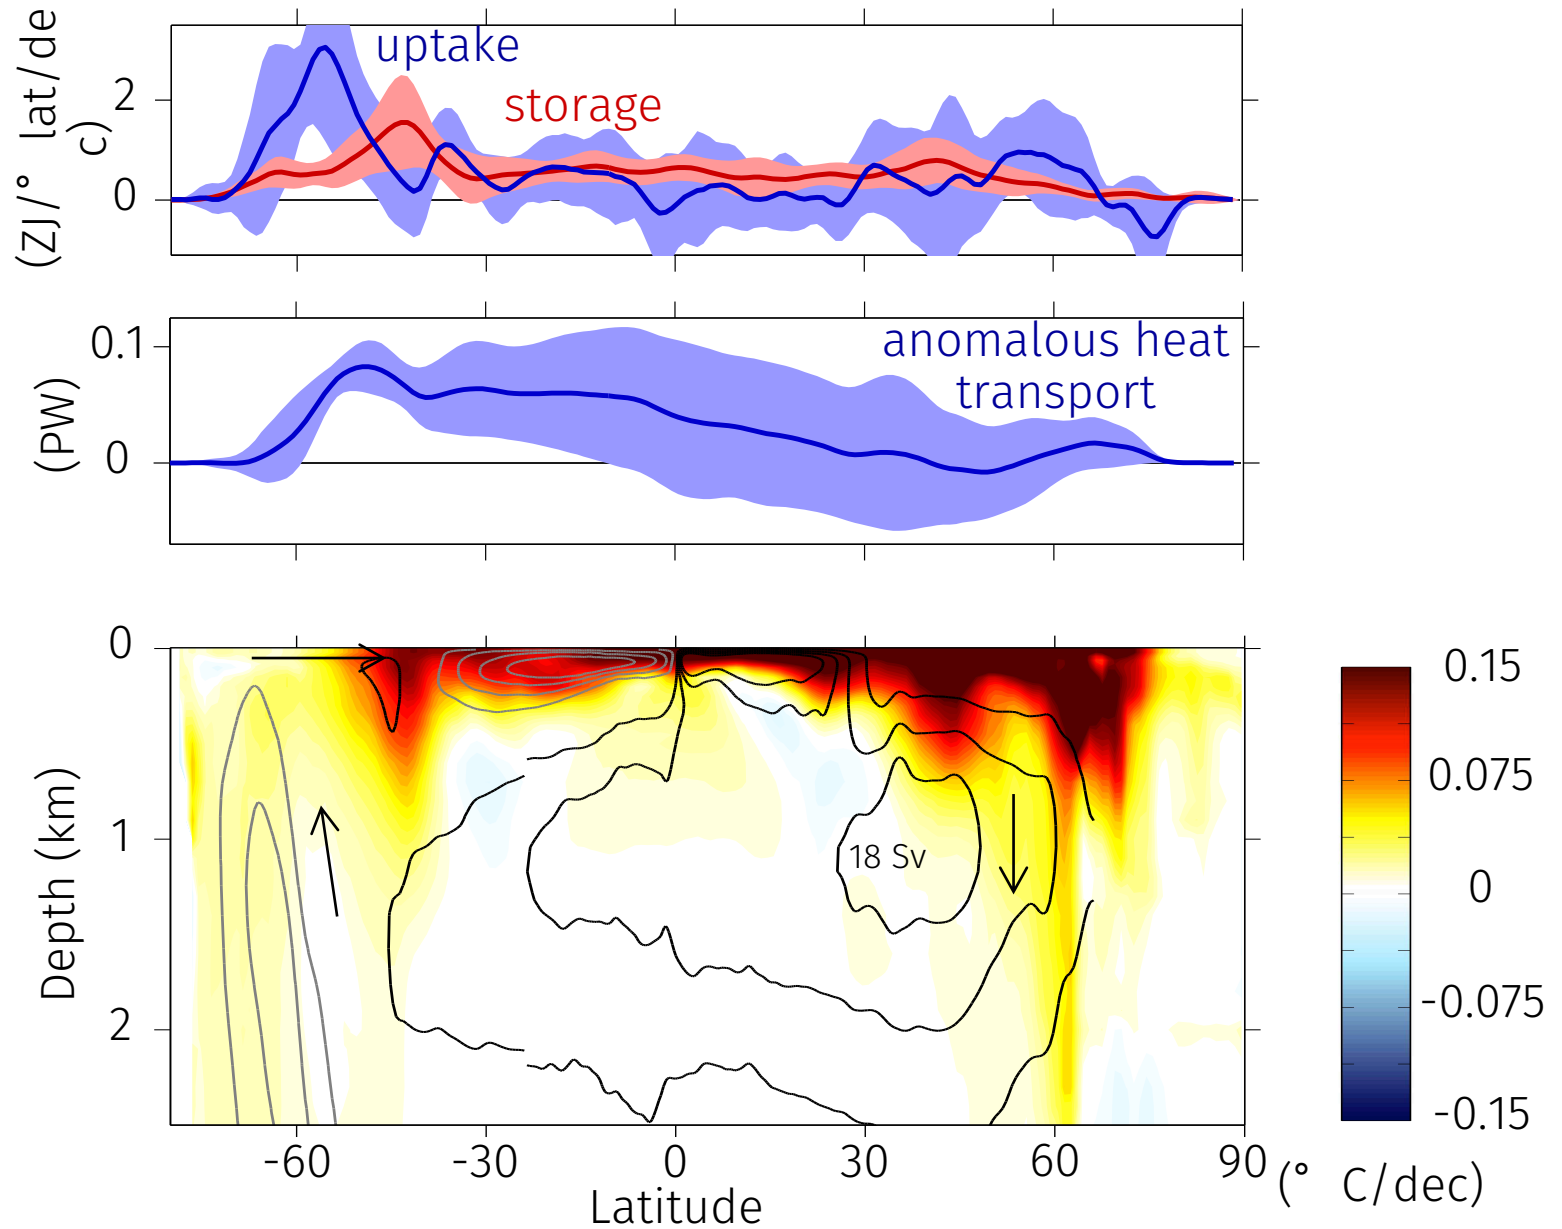 (ZJ/° lat/de
c)
2
0
uptake
storage
(PW)
0.1
0
anomalous heat
transport
Depth (km)
0
1
2
18 Sv
-60
-30
0
30
60
90
Latitude
0.15
0.075
0
-0.075
-0.15
(° C/dec)